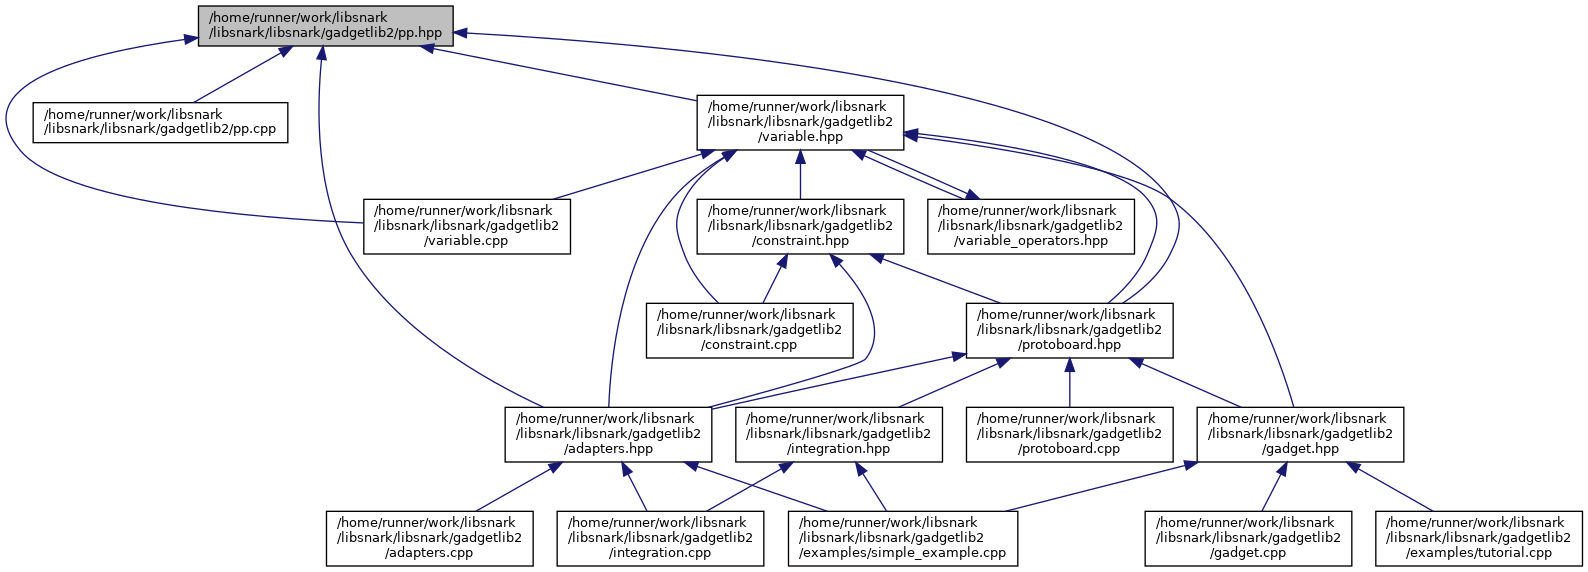 /home/runner/work/libsnark
/libsnark/libsnark/gadgetlib2/pp.hpp
/home/runner/work/libsnark
/libsnark/libsnark/gadgetlib2/pp.cpp
/home/runner/work/libsnark
/libsnark/libsnark/gadgetlib2
/variable.hpp
/home/runner/work/libsnark
/libsnark/libsnark/gadgetlib2
/variable.cpp
/home/runner/work/libsnark
/libsnark/libsnark/gadgetlib2
/constraint.hpp
/home/runner/work/libsnark
/libsnark/libsnark/gadgetlib2
/variable_operators.hpp
/home/runner/work/libsnark
/libsnark/libsnark/gadgetlib2
/constraint.cpp
/home/runner/work/libsnark
/libsnark/libsnark/gadgetlib2
/protoboard.hpp
/home/runner/work/libsnark
/libsnark/libsnark/gadgetlib2
/adapters.hpp
/home/runner/work/libsnark
/libsnark/libsnark/gadgetlib2
/integration.hpp
/home/runner/work/libsnark
/libsnark/libsnark/gadgetlib2
/protoboard.cpp
/home/runner/work/libsnark
/libsnark/libsnark/gadgetlib2
/gadget.hpp
/home/runner/work/libsnark
/libsnark/libsnark/gadgetlib2
/adapters.cpp
/home/runner/work/libsnark
/libsnark/libsnark/gadgetlib2
/integration.cpp
/home/runner/work/libsnark
/libsnark/libsnark/gadgetlib2
/examples/simple_example.cpp
/home/runner/work/libsnark
/libsnark/libsnark/gadgetlib2
/gadget.cpp
/home/runner/work/libsnark
/libsnark/libsnark/gadgetlib2
/examples/tutorial.cpp